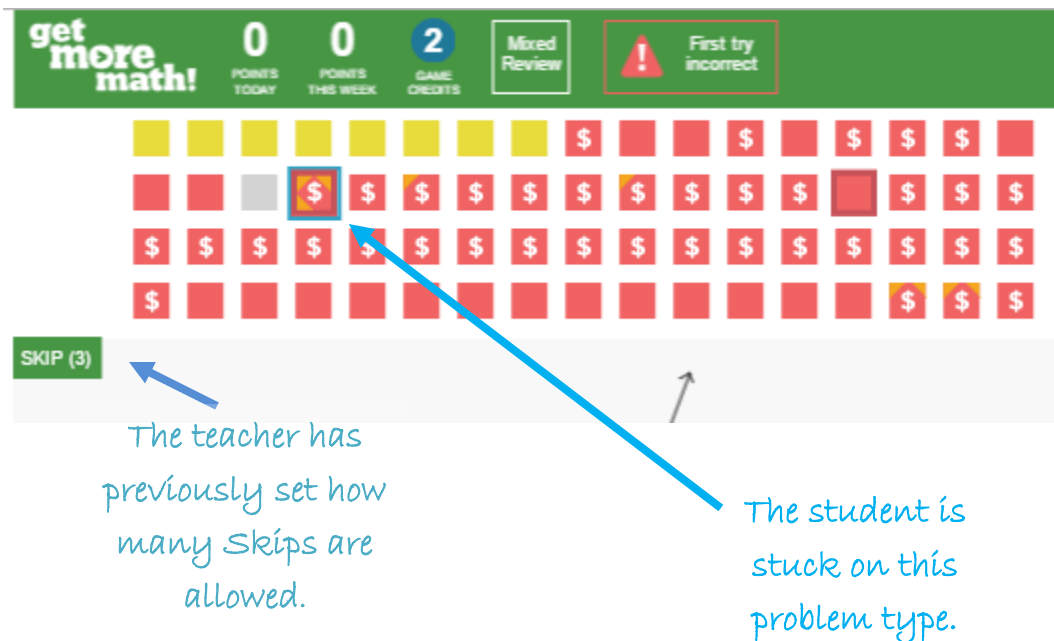 get
more
math!
0
POINTS
TODAY
0
POINTS
THIS WEEK
2
GAME
CREDITS
Mixed
Review
!
First try
incorrect
$ $ $ $ $
$ $ $ $ $ $ $ $ $ $ $ $
$ $ $ $ $ $ $ $ $ $ $ $ $ $ $ $ $
$ $ $ $
SKIP (3)
The teacher has
previously set how
many Skips are
allowed.
The student is
stuck on this
problem type.